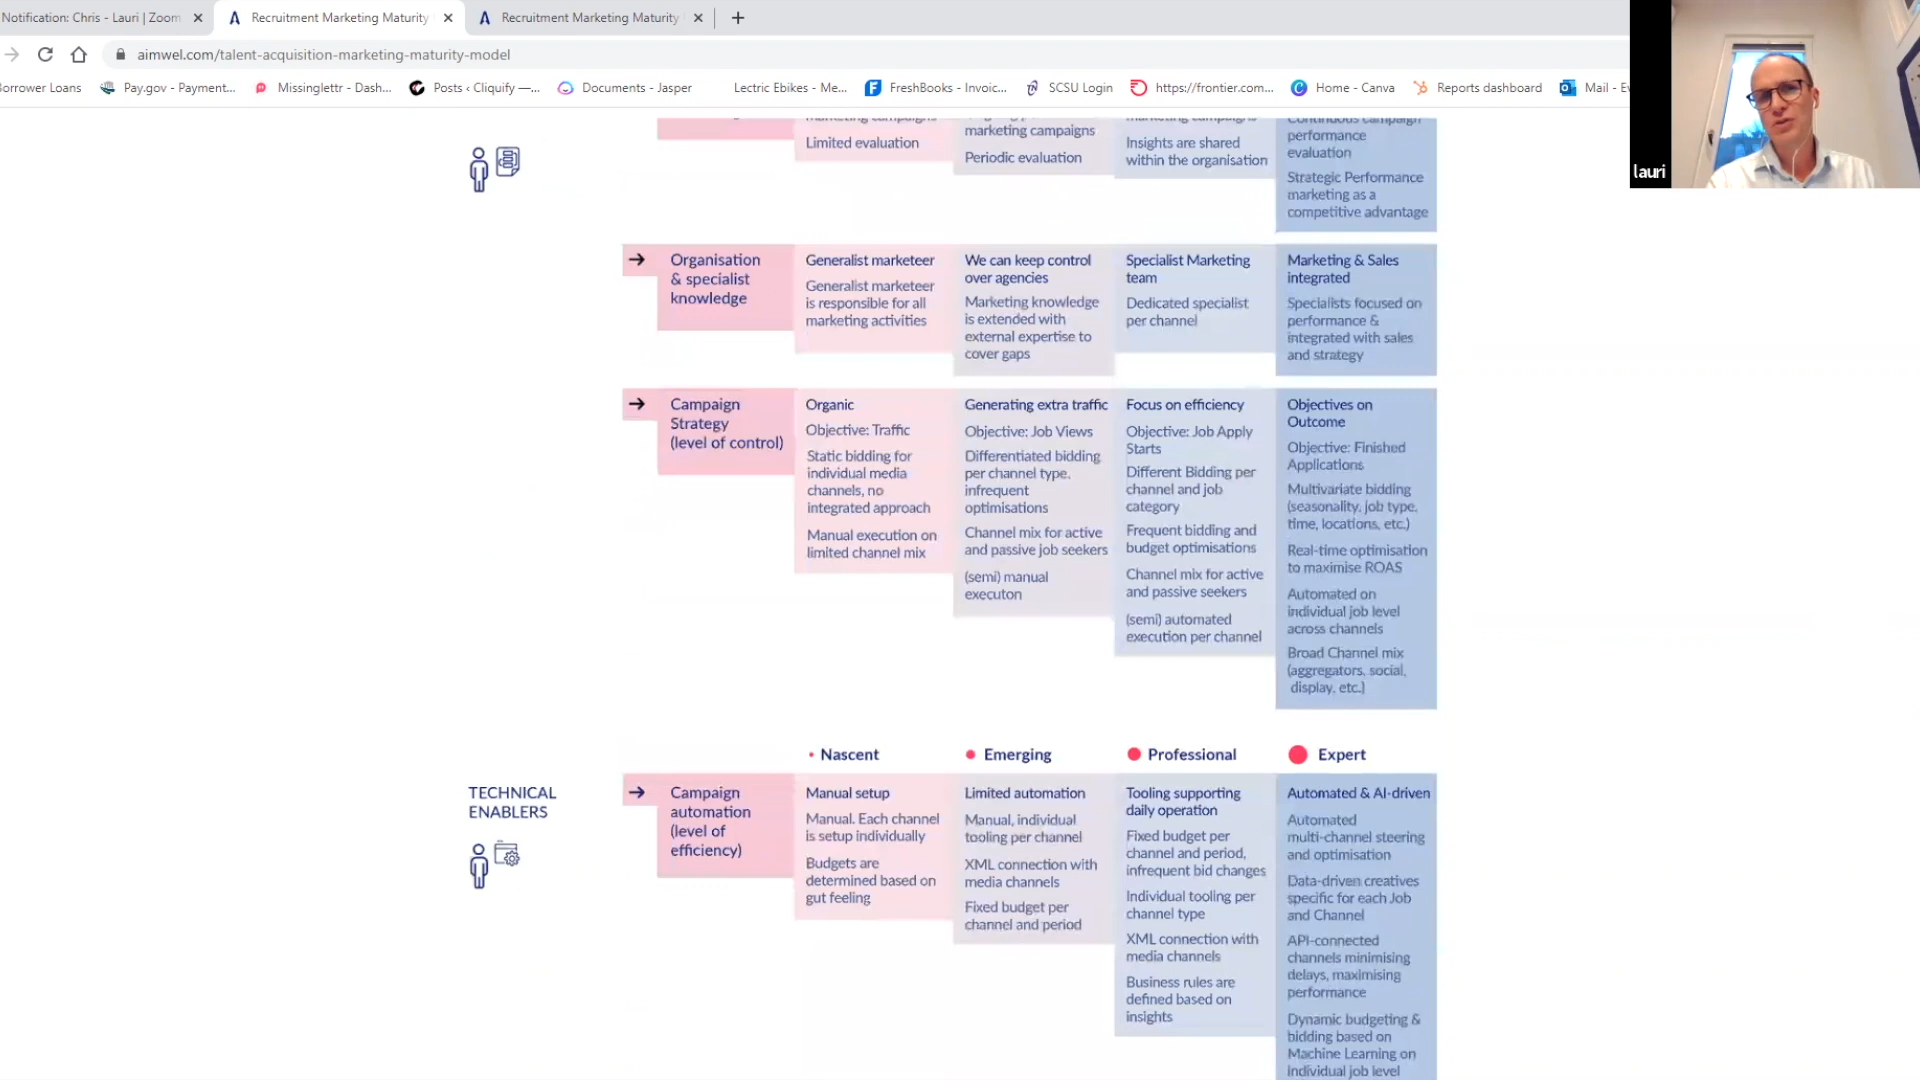 Notification: Chris - Lauri | Zoom
Recruitment Marketing Maturity
Recruitment Marketing Maturity
aimwel.com/talent-acquisition-marketing-maturity-model
orrower Loans
Pay.gov - Payment...
Missinglettr - Dash...
Posts ‹ Cliquify —...
Documents - Jasper
Lectric Ebikes - Me...
FreshBooks - Invoic...
SCSU Login
https://frontier.com...
Home - Canva
Reports dashboard
Mail - Ev
lauri
marketing campaigns
Limited evaluation
marketing campaigns
Periodic evaluation
marketing campaigns
Insights are shared
within the organisation
Continuous campaign
performance
evaluation
Strategic Performance
marketing as a
competitive advantage
Organisation
& specialist
knowledge
Generalist marketeer
Generalist marketeer
is responsible for all
marketing activities
We can keep control
over agencies
Marketing knowledge
is extended with
external expertise to
cover gaps
Specialist Marketing
team
Dedicated specialist
per channel
Marketing & Sales
integrated
Specialists focused on
performance &
integrated with sales
and strategy
Campaign
Strategy
(level of control)
Organic
Objective: Traffic
Static bidding for
individual media
channels, no
integrated approach
Manual execution on
limited channel mix
Generating extra traffic
Objective: Job Views
Differentiated bidding
per channel type,
infrequent
optimisations
Channel mix for active
and passive job seekers
(semi) manual
executon
Focus on efficiency
Objective: Job Apply
Starts
Different Bidding per
channel and job
category
Frequent bidding and
budget optimisations
Channel mix for active
and passive seekers
(semi) automated
execution per channel
Objectives on
Outcome
Objective: Finished
Applications
Multivariate bidding
(seasonality, job type,
time, locations, etc.)
Real-time optimisation
to maximise ROAS
Automated on
individual job level
across channels
Broad Channel mix
(aggregators, social,
display, etc.)
Nascent
Emerging
Professional
Expert
TECHNICAL
ENABLERS
Campaign
automation
(level of
efficiency)
Manual setup
Manual. Each channel
is setup individually
Budgets are
determined based on
gut feeling
Limited automation
Manual, individual
tooling per channel
XML connection with
media channels
Fixed budget per
channel and period
Tooling supporting
daily operation
Fixed budget per
channel and period,
infrequent bid changes
Individual tooling per
channel type
XML connection with
media channels
Business rules are
defined based on
insights
Automated & AI-driven
Automated
multi-channel steering
and optimisation
Data-driven creatives
specific for each Job
and Channel
API-connected
channels minimising
delays, maximising
performance
Dynamic budgeting &
bidding based on
Machine Learning on
individual job level